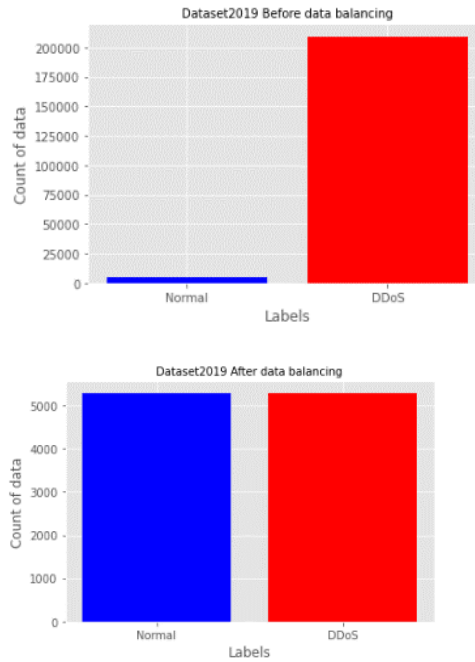 Dataset2019 Before data balancing
200000
175000
150000
125000
100000
75000
50000
25000
0
Count of data
Normal DDoS
Labels
Dataset2019 After data balancing
5000
4000
3000
2000
1000
0
Count of data
Normal DDoS
Labels